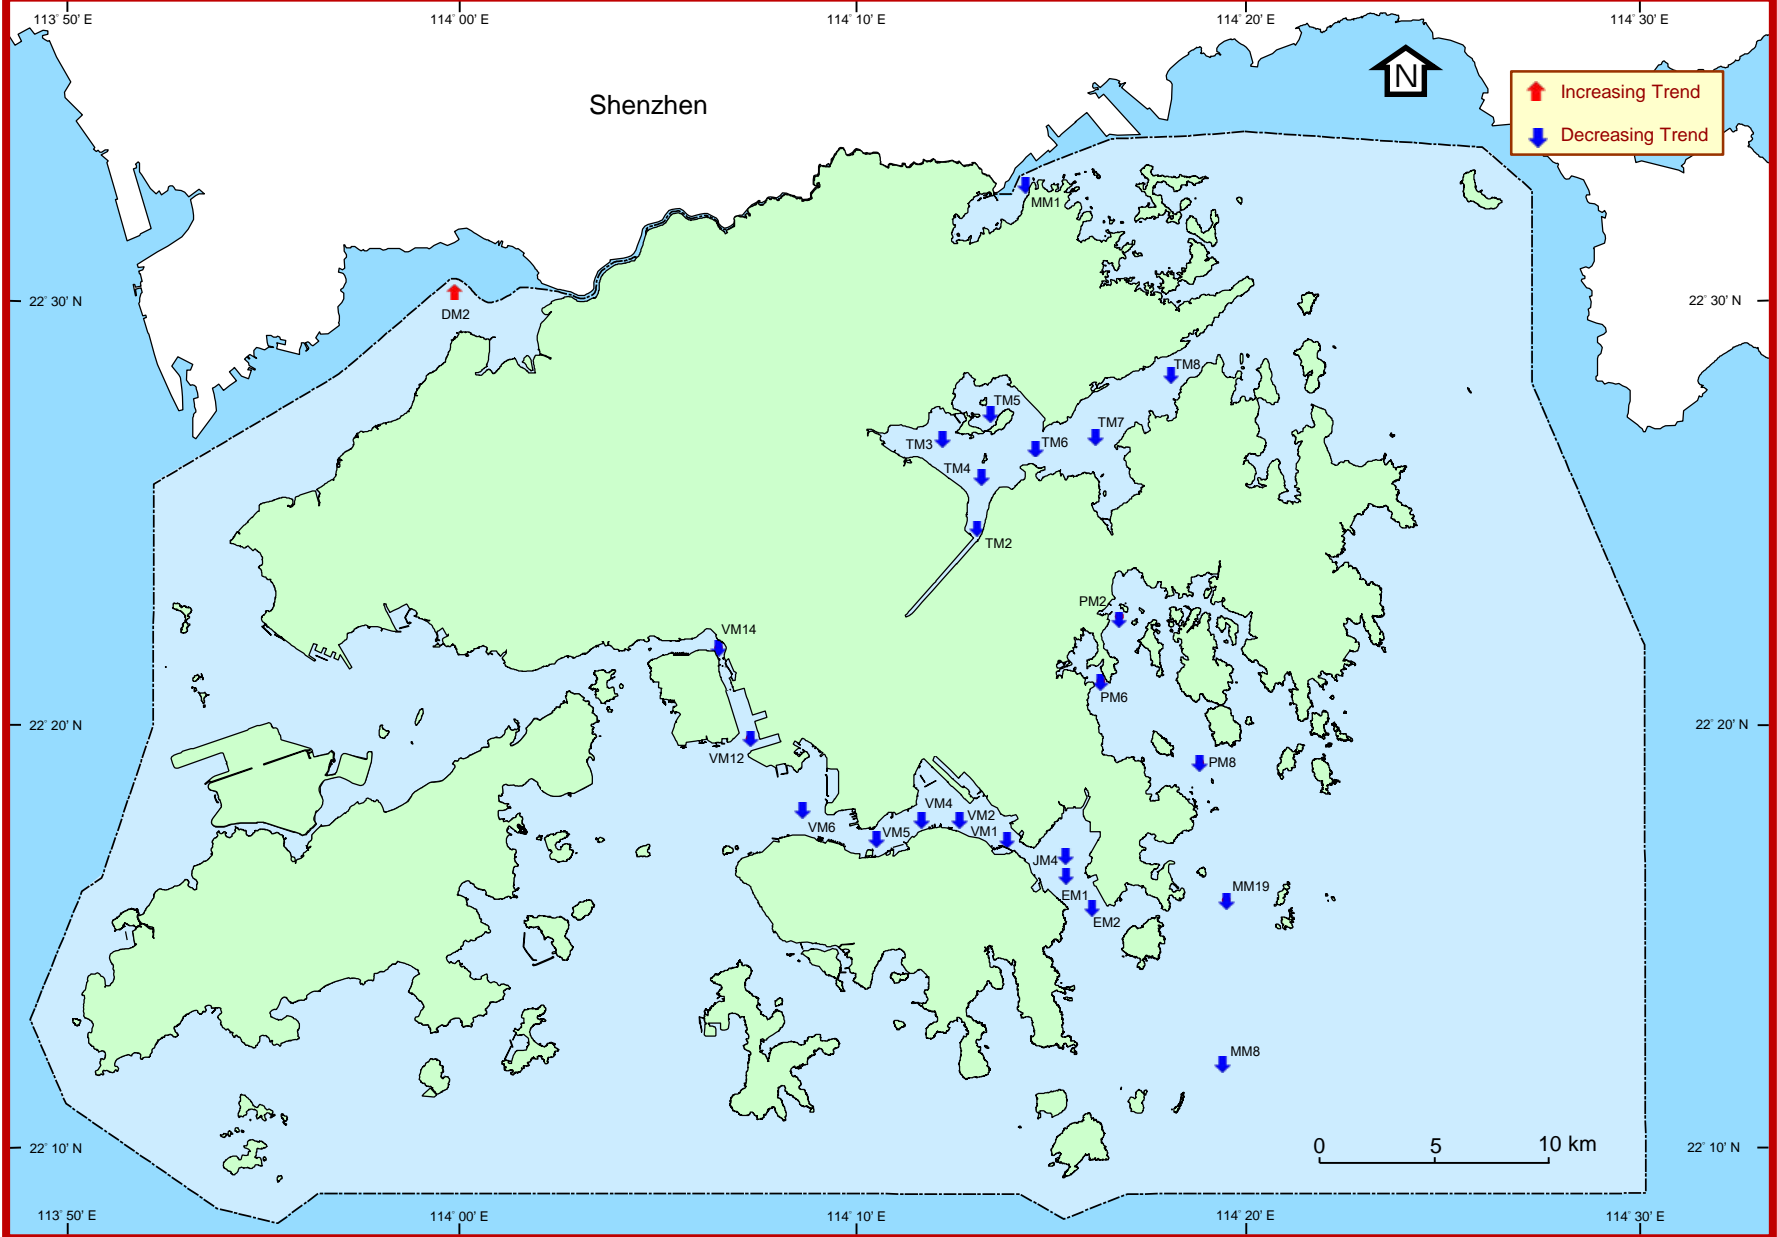 113° 50' E
114° 00' E
114° 10' E
114° 20' E
114° 30' E
N
Increasing Trend
Decreasing Trend
Shenzhen
MM1
22° 30' N
22° 30' N
DM2
TM8
TM5
TM7
TM3
TM6
TM4
TM2
PM2
VM14
PM6
22° 20' N
22° 20' N
VM12
PM8
VM4
VM2
VM6
VM5
VM1
JM4
EM1
MM19
EM2
MM8
0
5
10 km
22° 10' N
22° 10' N
113° 50' E
114° 00' E
114° 10' E
114° 20' E
114° 30' E